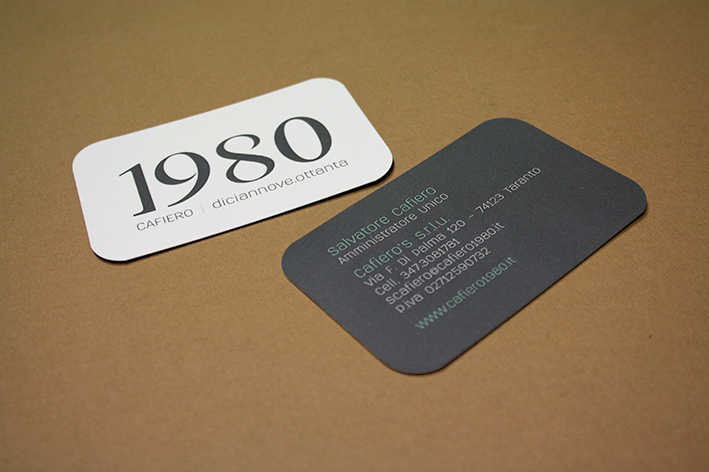 1980
CAFIERO | diciannove.ottanta
Salvatore cafiero
Amministratore Unico
Cafiero's s.r.l.u.
via F. Di Palma 120 - 74123 Taranto
Cell. 3473081781
scafiero@cafiero1980.it
p.iva 02712590732
www.cafiero1980.it